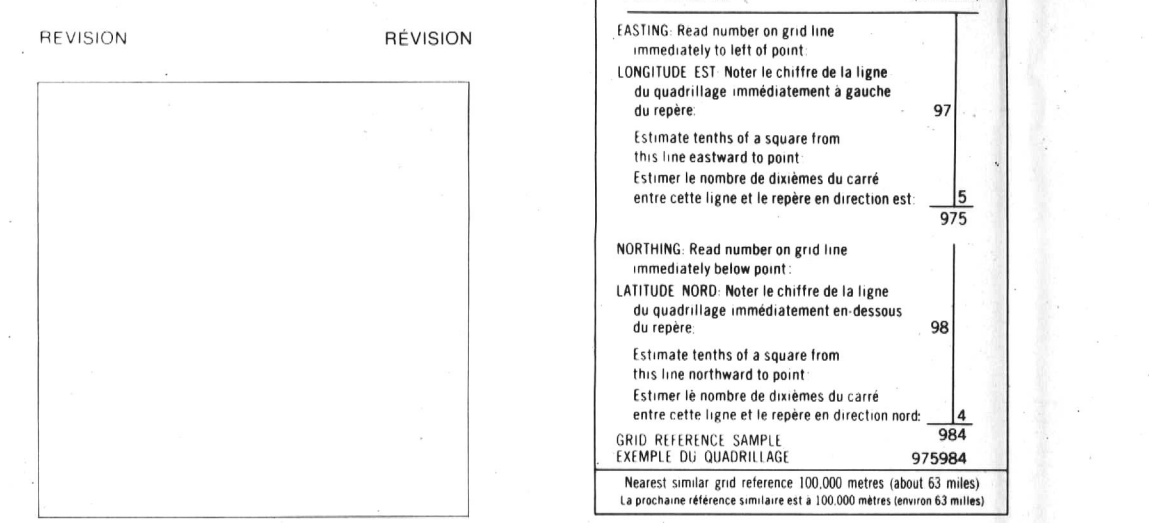 REVISION RÉVISION
EASTING: Read number on grid line
immediately to left of point:
LONGITUDE EST: Noter le chiffre de la ligne
du quadrillage immédiatement à gauche
du repère: 97
Estimate tenths of a square from
this line eastward to point:
Estimer le nombre de dixièmes du carré
entre cette ligne et le repère en direction est: 5
975
NORTHING: Read number on grid line
immediately below point:
LATITUDE NORD: Noter le chiffre de la ligne
du quadrillage immédiatement en-dessous
du repère: 98
Estimate tenths of a square from
this line northward to point:
Estimer lè nombre de dixièmes du carré
entre cette ligne et le repère en direction nord: 4
984
GRID REFERENCE SAMPLE
EXEMPLE DU QUADRILLAGE 975984
Nearest similar grid reference 100,000 metres (about 63 miles)
La prochaine référence similaire est à 100.000 mètres (environ 63 milles)